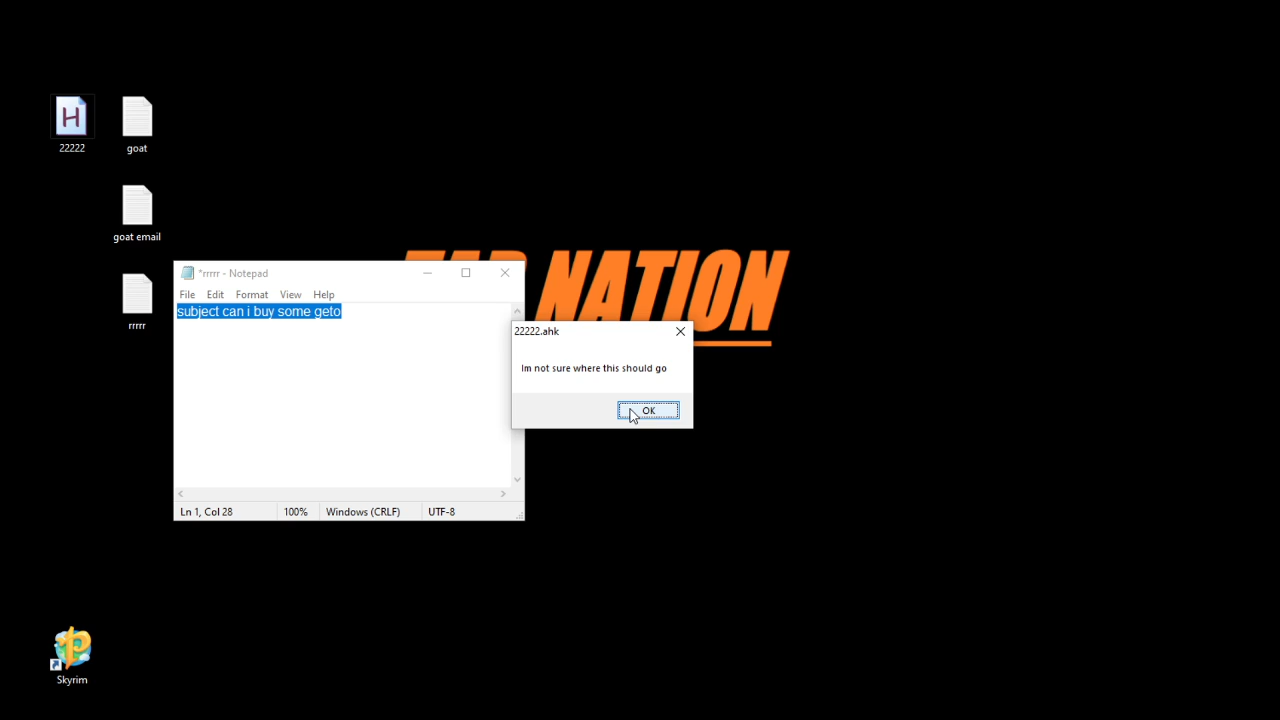 22222
goat
goat email
rrrrr
NATION
*rrrrr - Notepad
File Edit Format View Help
subject can i buy some geto
Ln 1, Col 28 100% Windows (CRLF) UTF-8
22222.ahk
Im not sure where this should go
OK
Skyrim